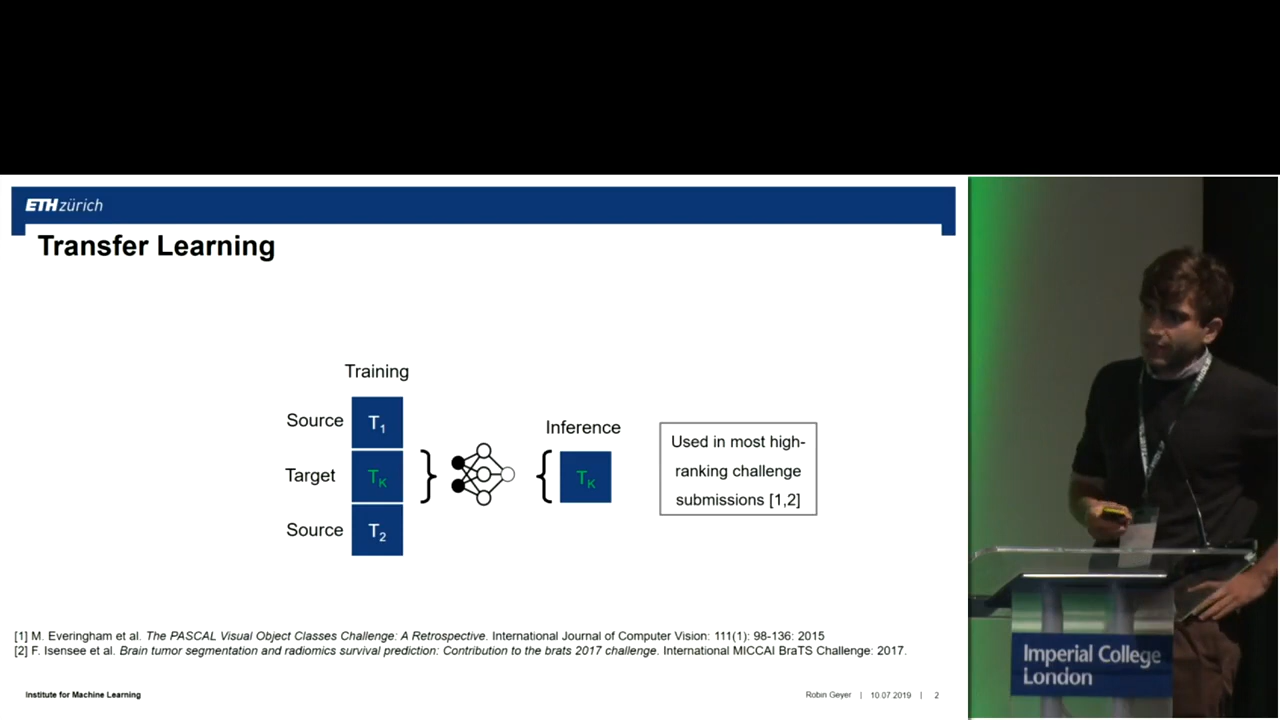 ETH zürich
Transfer Learning
Training
Source
T1
Target
TK
Source
T2
Inference
TK
Used in most high-
ranking challenge
submissions [1,2]
[1] M. Everingham et al. The PASCAL Visual Object Classes Challenge: A Retrospective. International Journal of Computer Vision: 111(1): 98-136: 2015
[2] F. Isensee et al. Brain tumor segmentation and radiomics survival prediction: Contribution to the brats 2017 challenge. International MICCAI BraTS Challenge: 2017.
Institute for Machine Learning
Robin Geyer | 10.07.2019 | 2
Imperial College
London